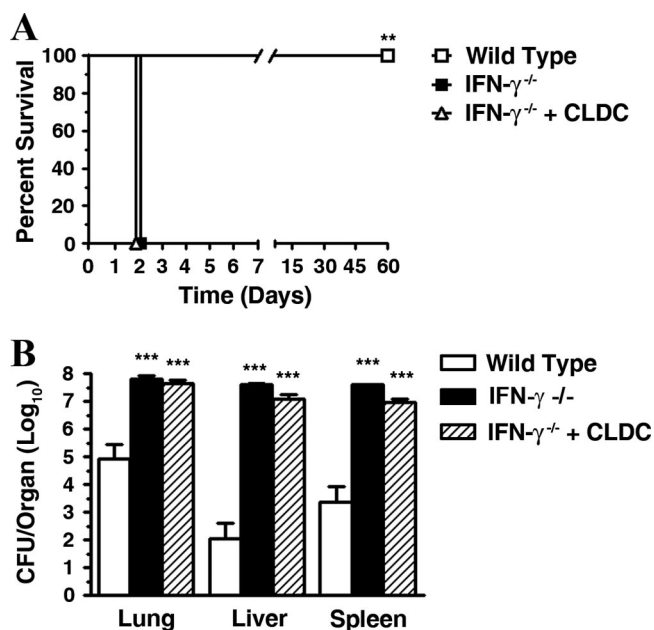 A
**
100
80
60
40
20
0
Percent Survival
0 1 2 3 4 5 6 7 15 30 45 60
Time (Days)
Wild Type
IFN-γ -/-
IFN-γ -/- + CLDC
B
*** *** *** *** *** ***
8
7
6
5
4
3
2
1
0
CFU/Organ (Log10)
Lung Liver Spleen
Wild Type
IFN-γ -/-
IFN-γ -/- + CLDC